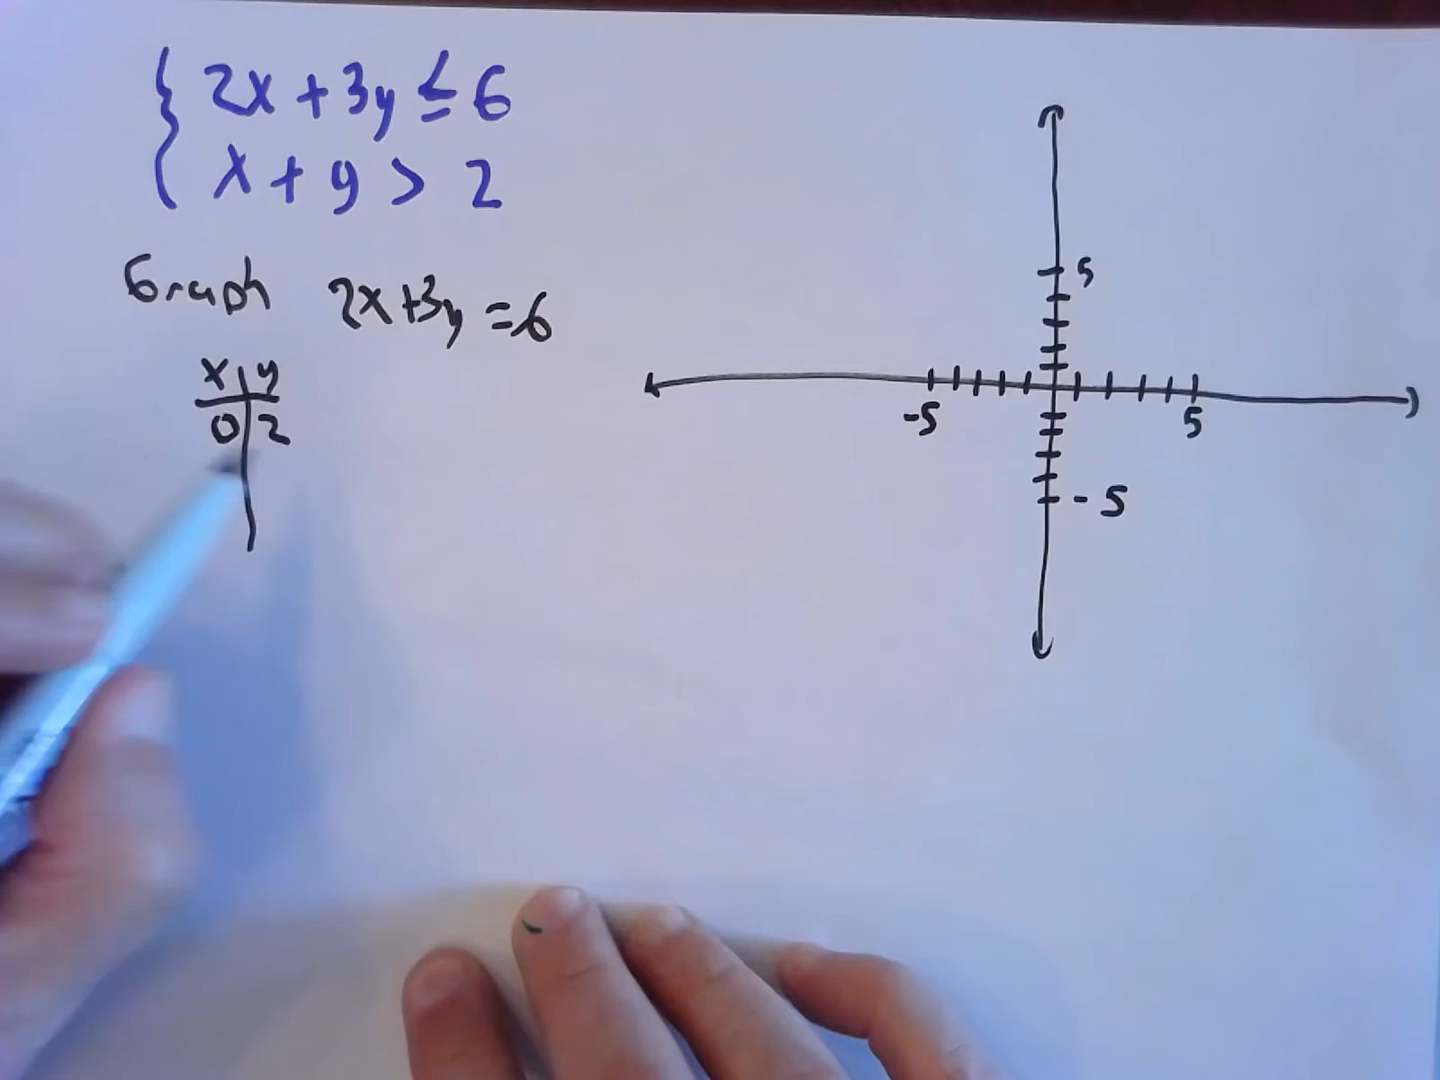 { 2x + 3y ≤ 6
x + y > 2
Graph 2x+3y = 6
x | y
0 | 2
5
-5 5
-5